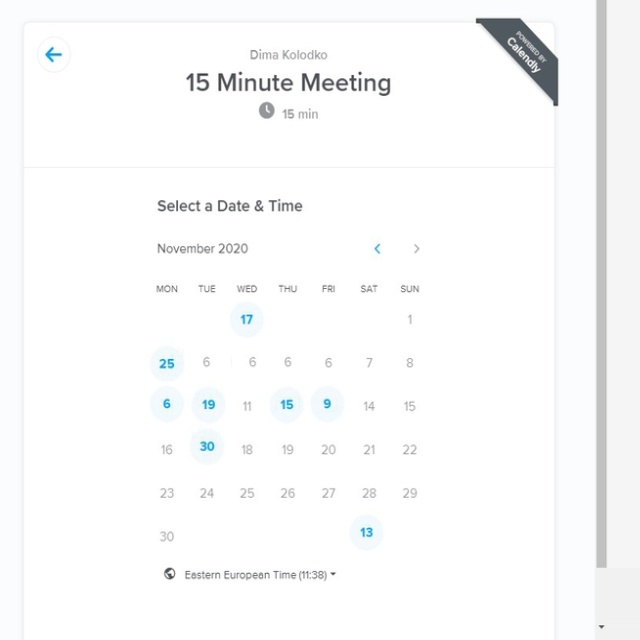 Dima Kolodko
POWERED BY
Calendly
15 Minute Meeting
15 min
Select a Date & Time
November 2020
MON TUE WED THU FRI SAT SUN
17 1
25 6 6 6 6 7 8
6 19 11 15 9 14 15
16 30 18 19 20 21 22
23 24 25 26 27 28 29
30 13
Eastern European Time (11:38)